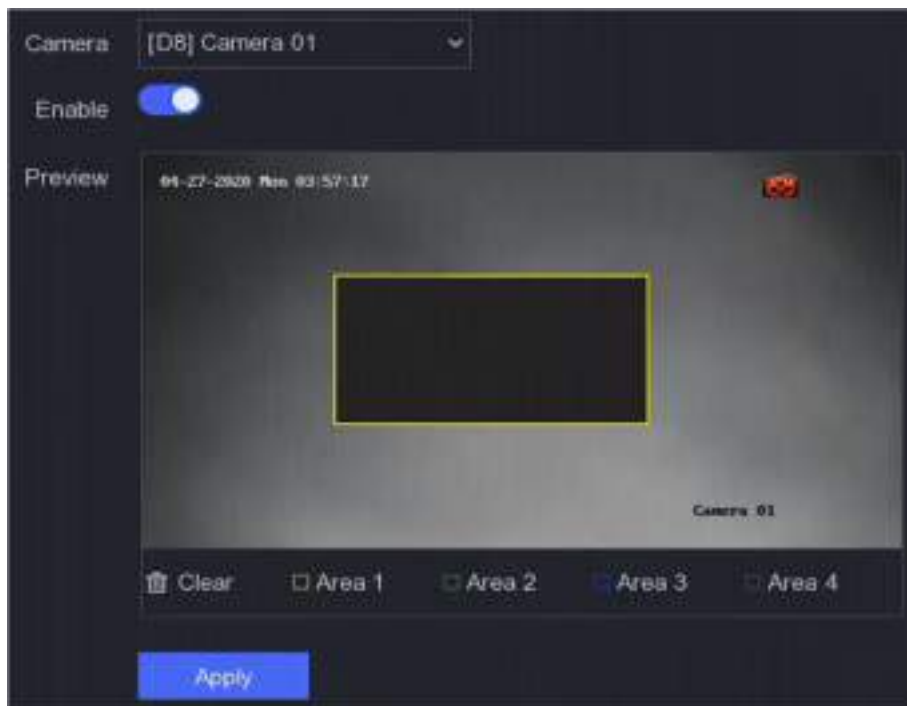 Camera [D8] Camera 01
Enable
Preview
04-27-2020 Mon 03:57:17
Camera 01
Clear Area 1 Area 2 Area 3 Area 4
Apply